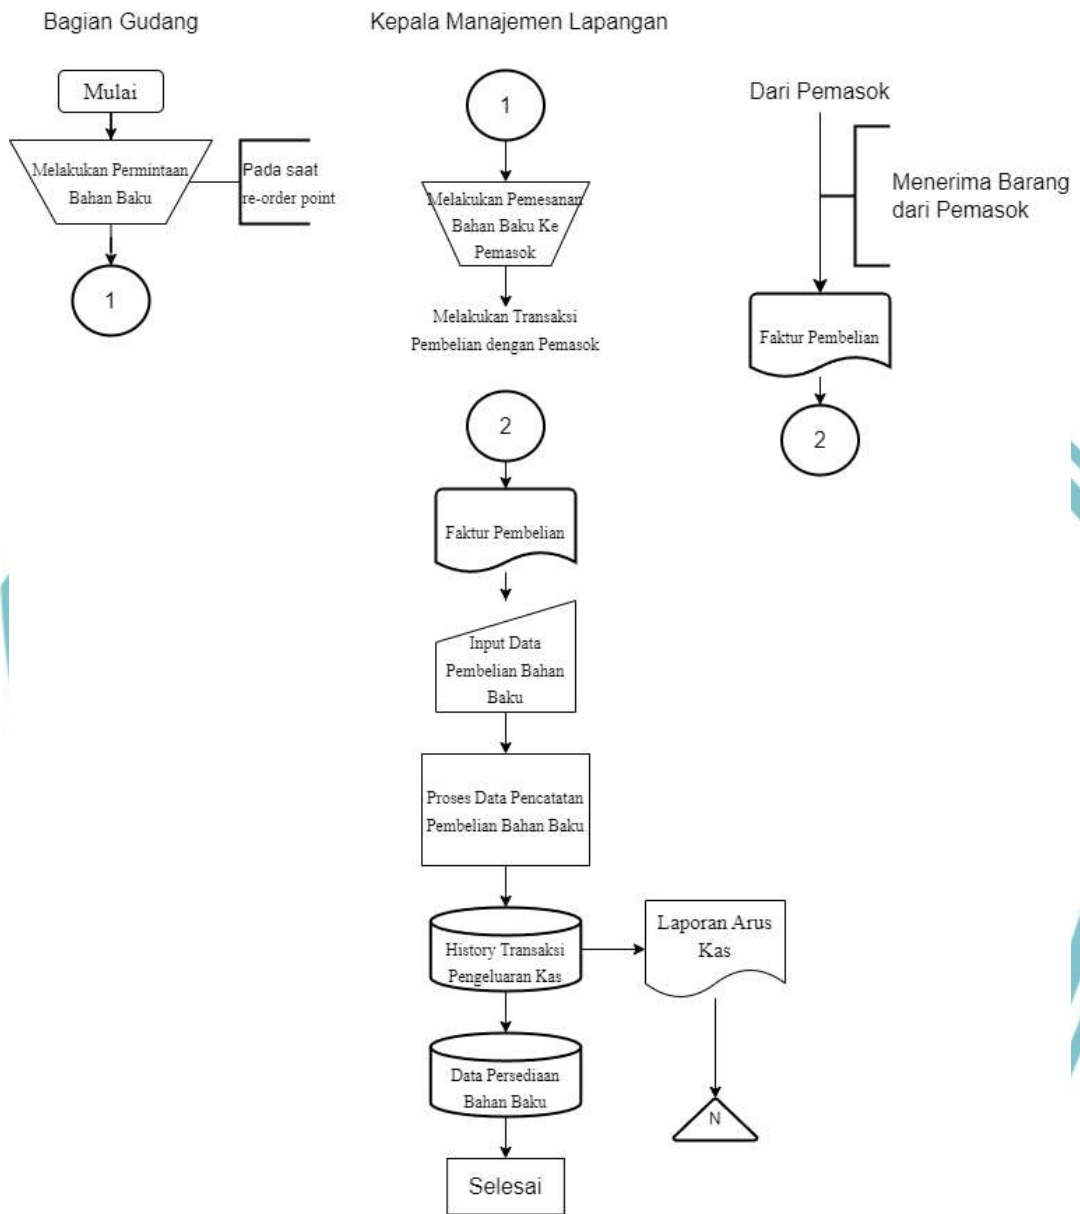 Bagian Gudang
Mulai
Melakukan Permintaan
Bahan Baku
Pada saat
re-order point
1
Kepala Manajemen Lapangan
1
Melakukan Pemesanan
Bahan Baku Ke
Pemasok
Melakukan Transaksi
Pembelian dengan Pemasok
2
Faktur Pembelian
Input Data
Pembelian Bahan
Baku
Proses Data Pencatatan
Pembelian Bahan Baku
History Transaksi
Pengeluaran Kas
Laporan Arus
Kas
N
Data Persediaan
Bahan Baku
Selesai
Dari Pemasok
Menerima Barang
dari Pemasok
Faktur Pembelian
2